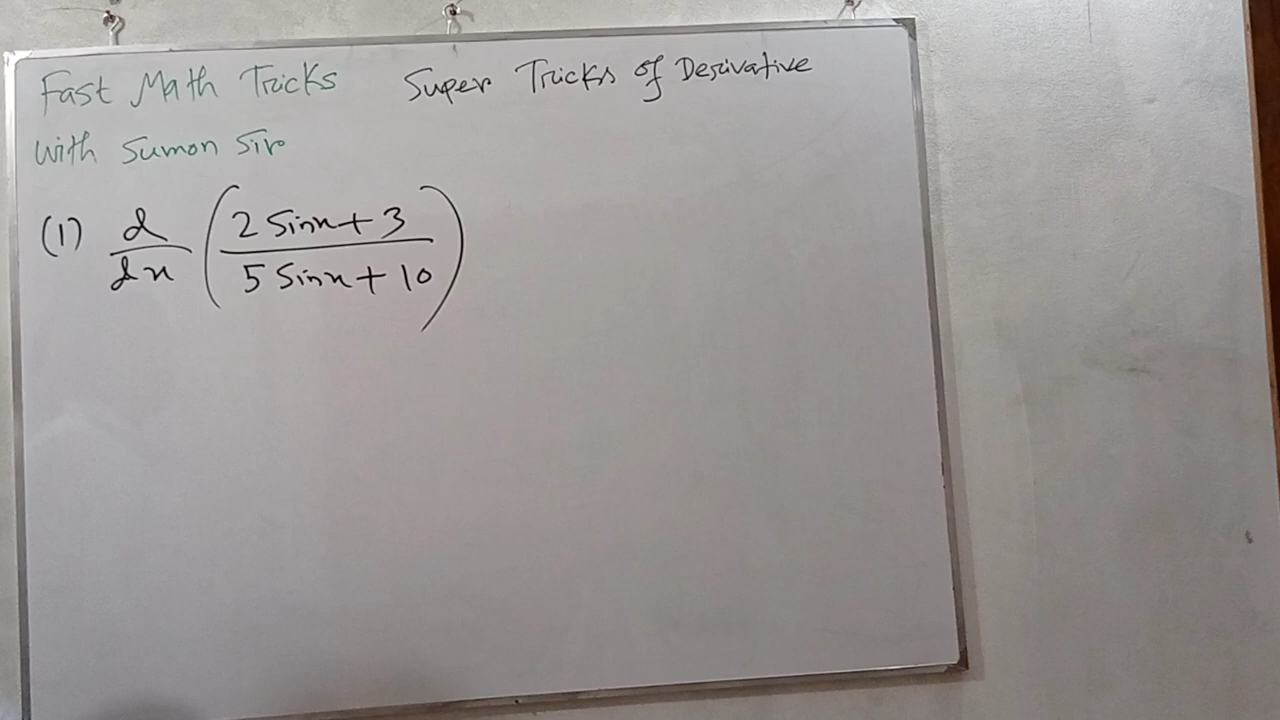 Fast Math Tricks Super Tricks of Derivative
with Sumon Sir
(1) d/dx (2 Sinx + 3 / 5 Sinx + 10)